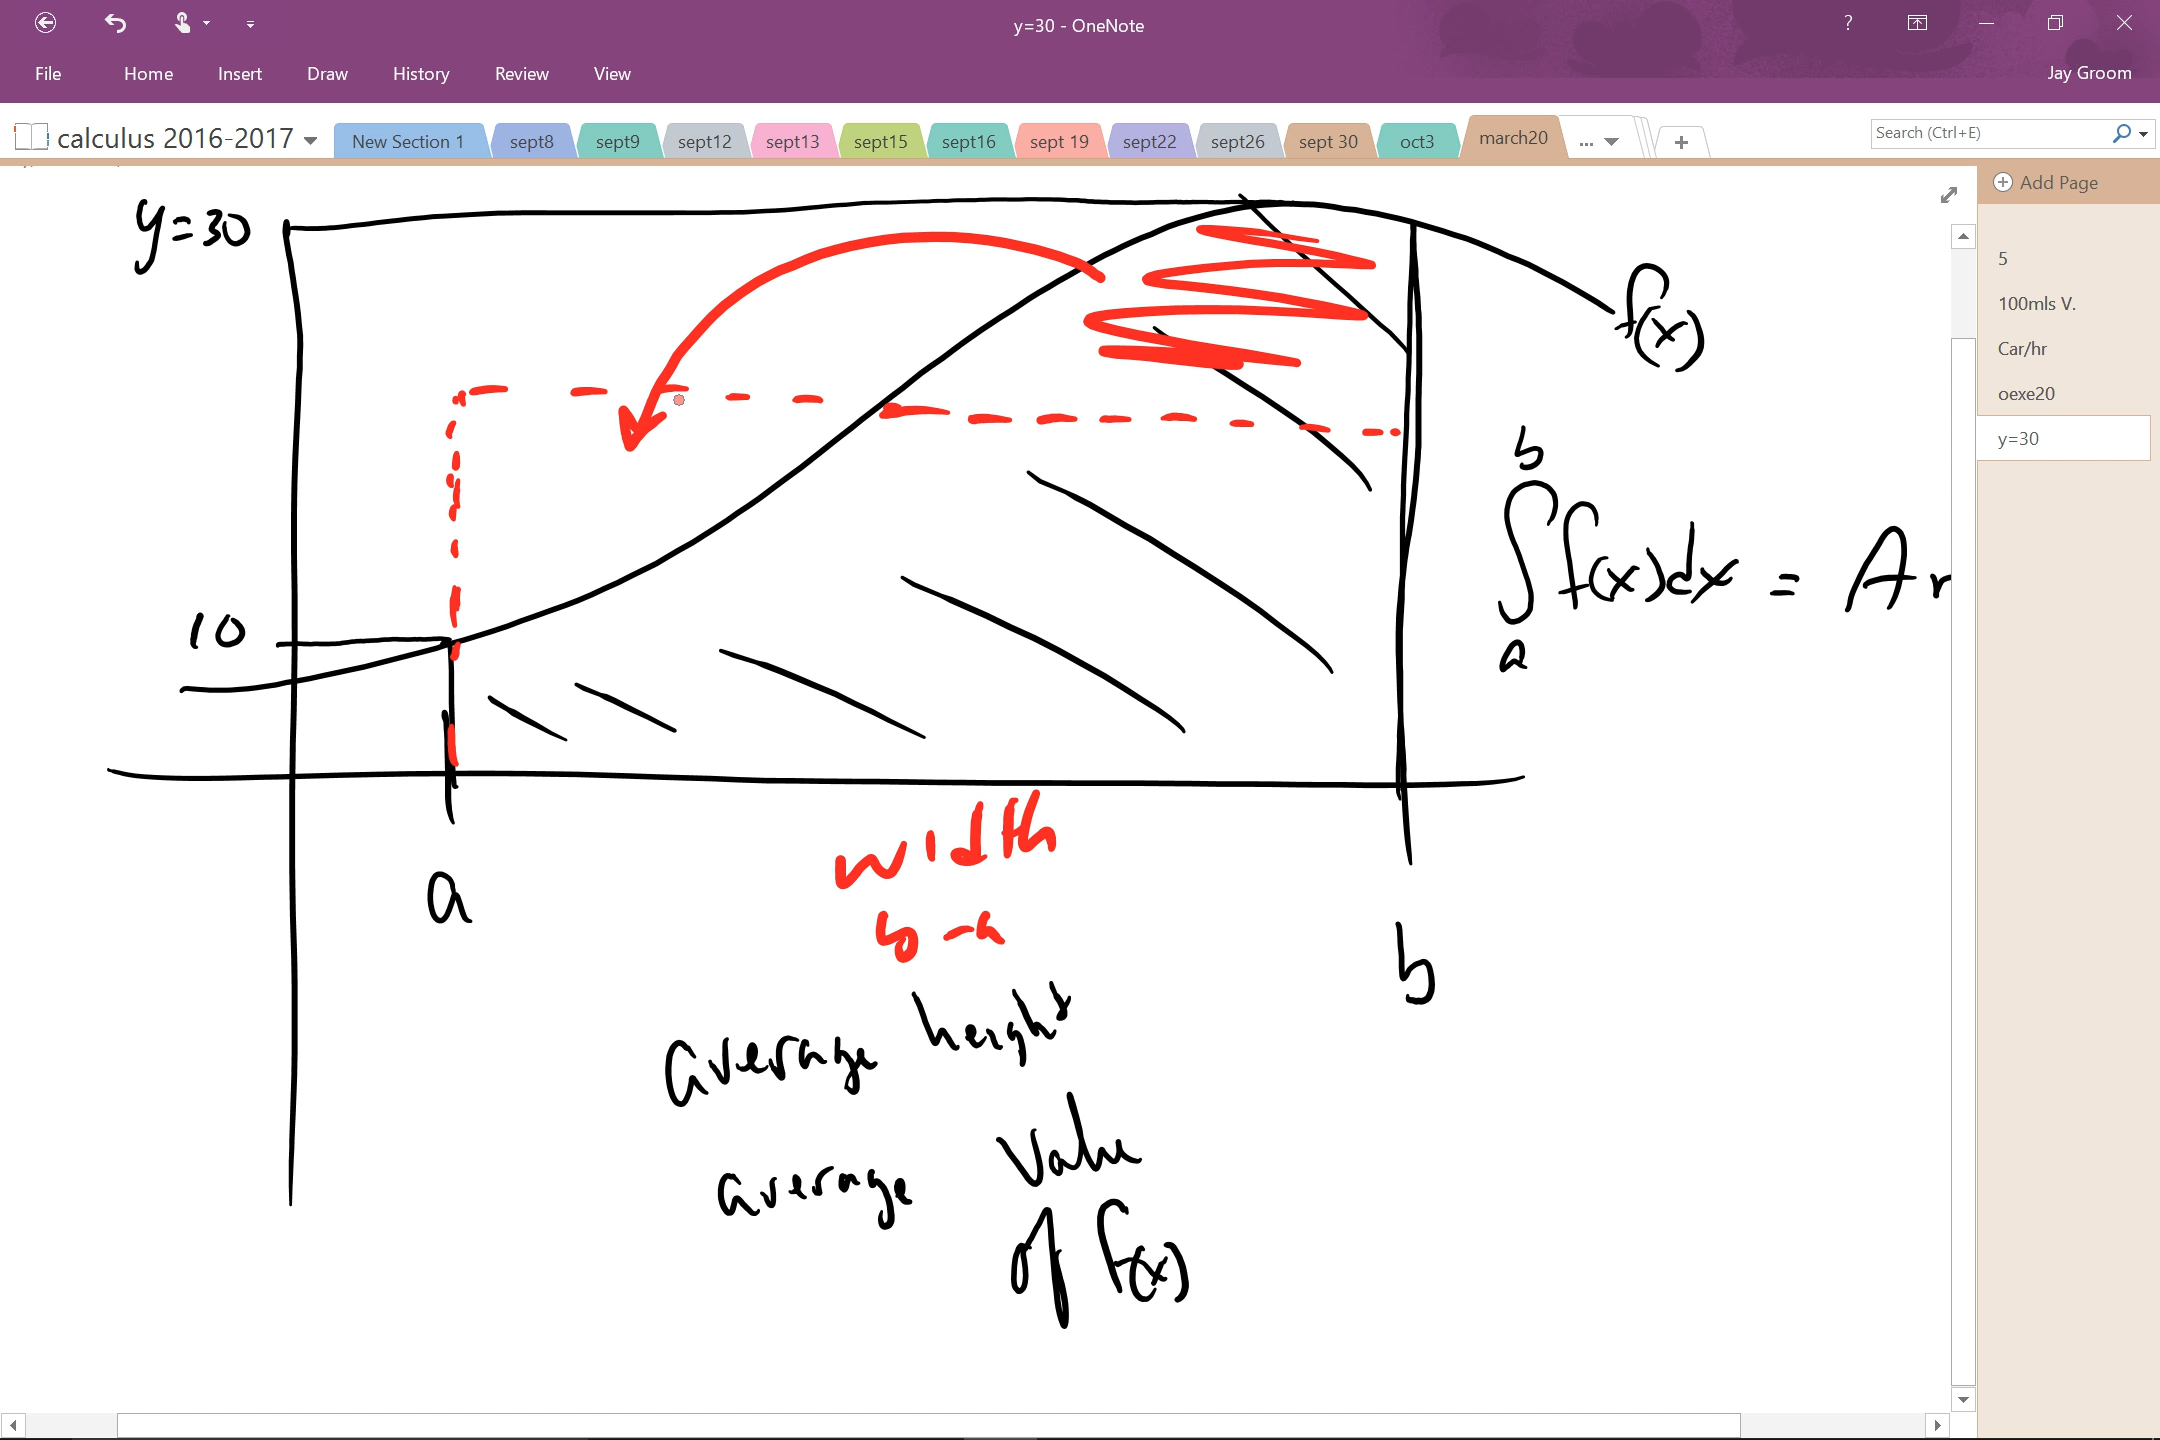 y=30 - OneNote
?
File Home Insert Draw History Review View
Jay Groom
calculus 2016-2017
New Section 1 sept8 sept9 sept12 sept13 sept15 sept16 sept 19 sept22 sept26 sept 30 oct3 march20 ... +
Search (Ctrl+E)
Add Page
5
100mls V.
Car/hr
oexe20
y=30
y=30
f(x)
10
b
∫f(x)dx = Ar
a
width
b-a
a
b
average height
average value
of f(x)